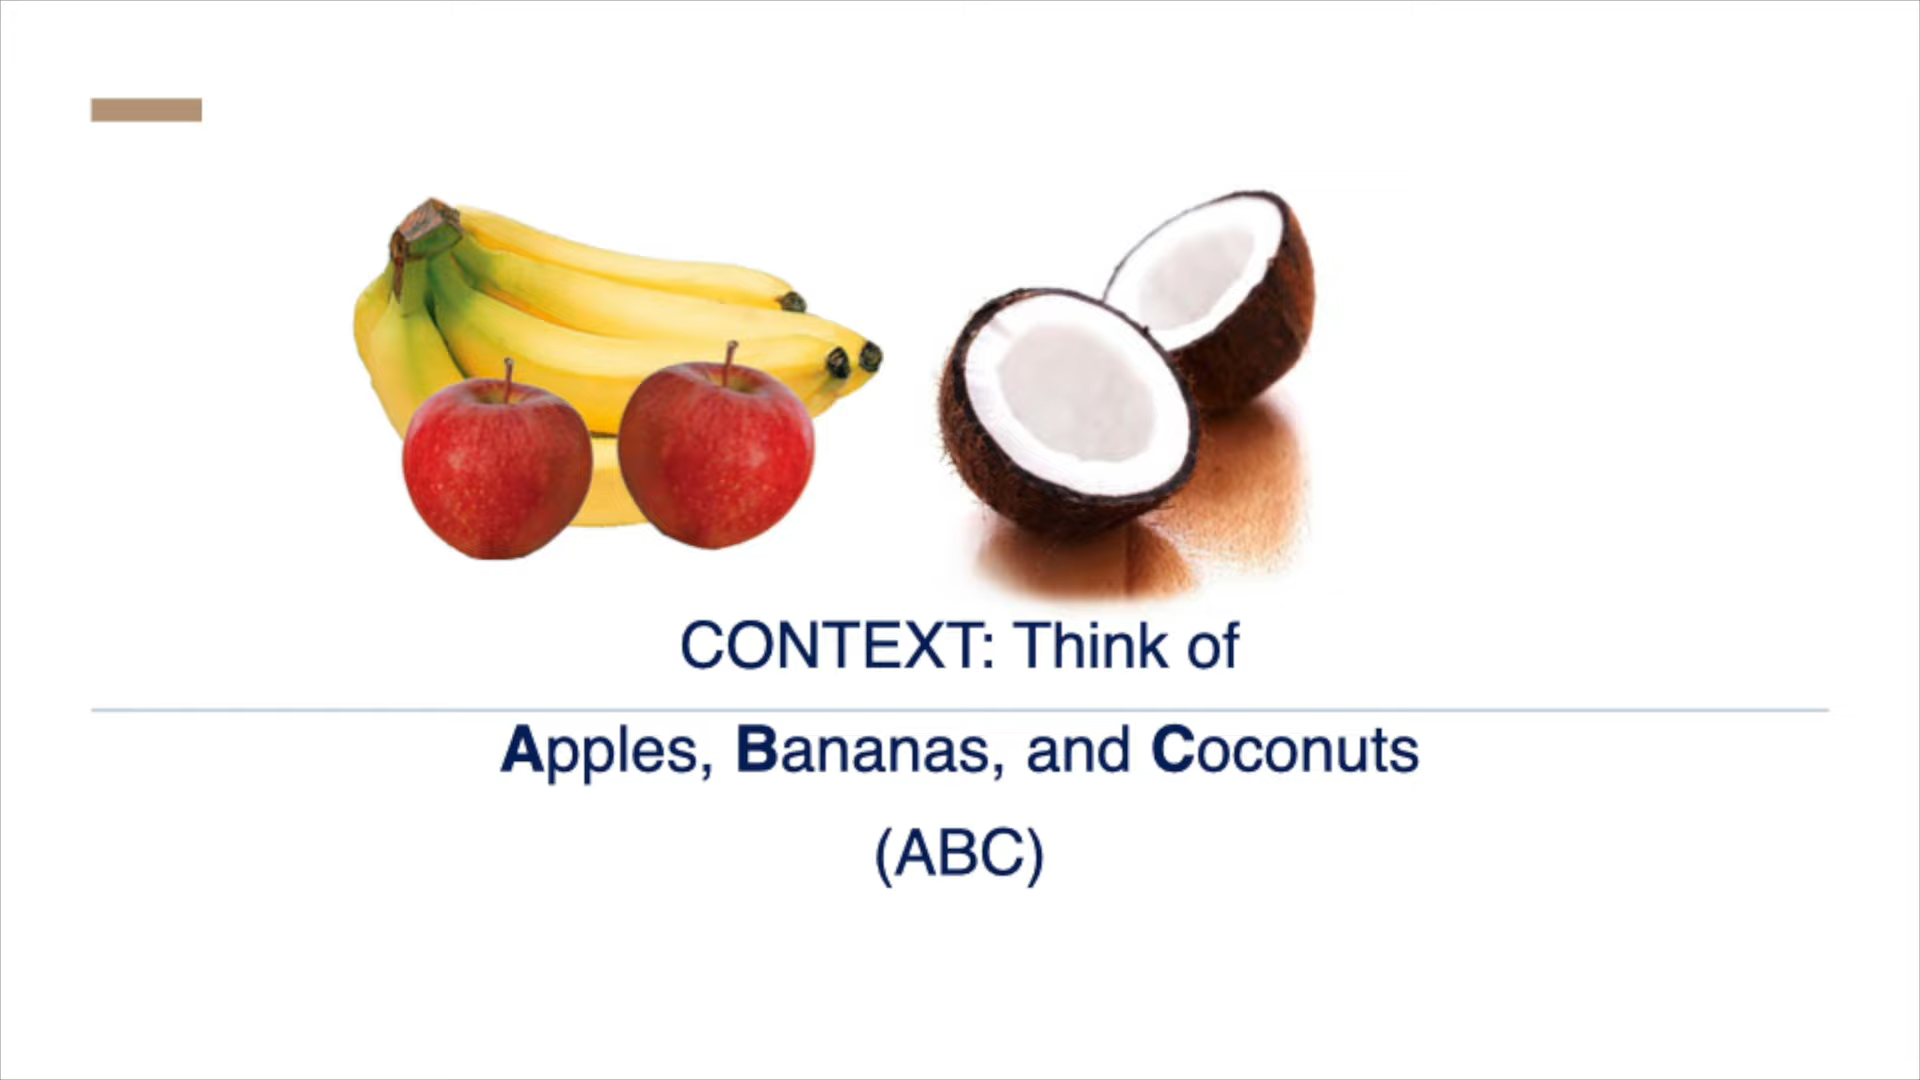 CONTEXT: Think of
Apples, Bananas, and Coconuts
(ABC)